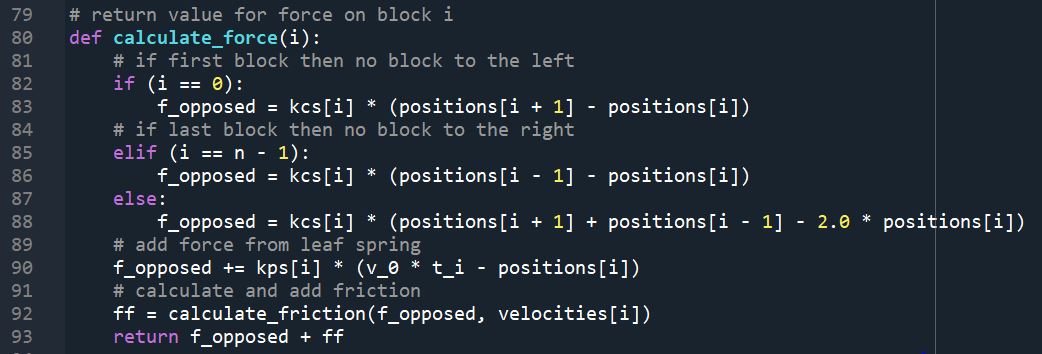 79 # return value for force on block i
80 def calculate_force(i):
81     # if first block then no block to the left
82     if (i == 0):
83         f_opposed = kcs[i] * (positions[i + 1] - positions[i])
84     # if last block then no block to the right
85     elif (i == n - 1):
86         f_opposed = kcs[i] * (positions[i - 1] - positions[i])
87     else:
88         f_opposed = kcs[i] * (positions[i + 1] + positions[i - 1] - 2.0 * positions[i])
89     # add force from leaf spring
90     f_opposed += kps[i] * (v_0 * t_i - positions[i])
91     # calculate and add friction
92     ff = calculate_friction(f_opposed, velocities[i])
93     return f_opposed + ff